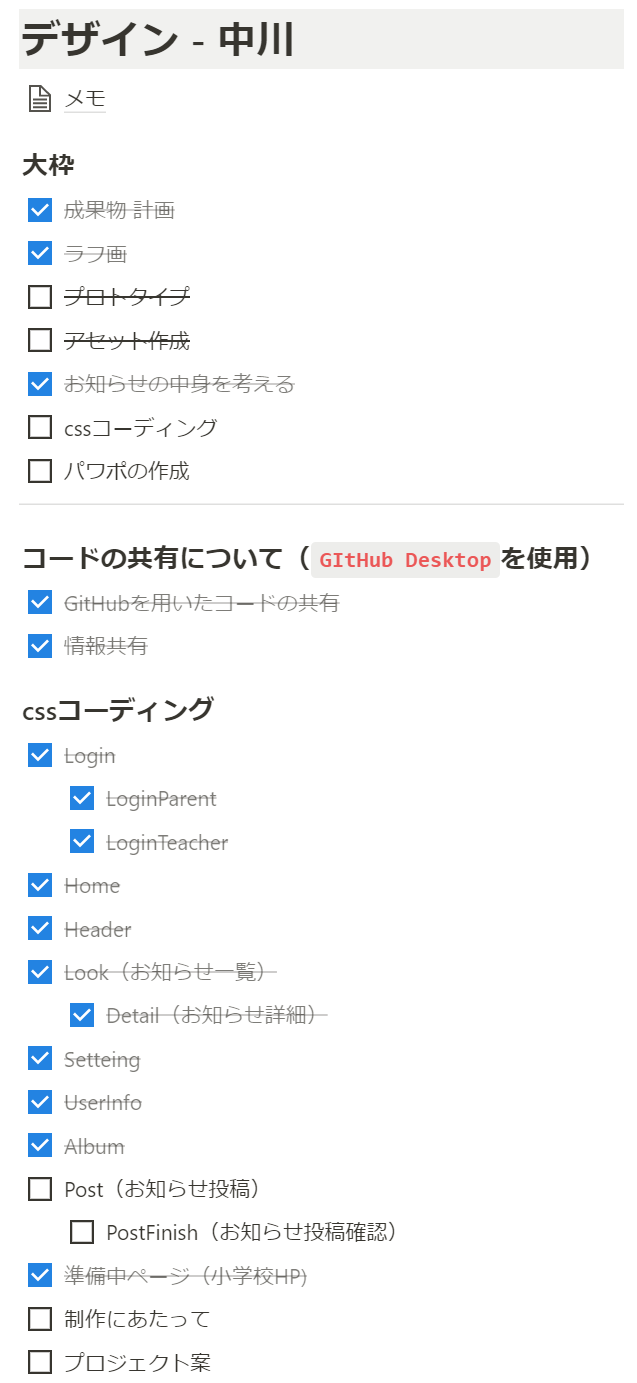 デザイン - 中川
メモ
大枠
成果物 計画
ラフ画
プロトタイプ
アセット作成
お知らせの中身を考える
cssコーディング
パワポの作成
コードの共有について（GItHub Desktopを使用）
GitHubを用いたコードの共有
情報共有
cssコーディング
Login
LoginParent
LoginTeacher
Home
Header
Look（お知らせ一覧）
Detail（お知らせ詳細）
Setteing
UserInfo
Album
Post（お知らせ投稿）
PostFinish（お知らせ投稿確認）
準備中ページ（小学校HP)
制作にあたって
プロジェクト案